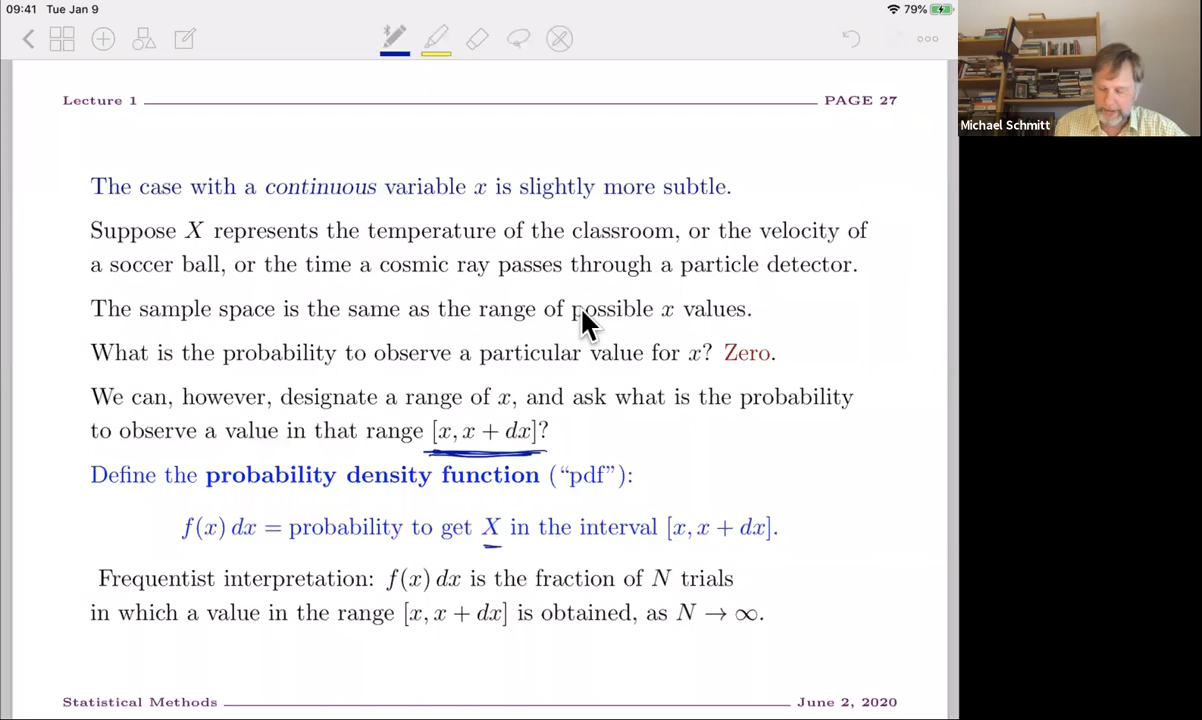 09:41 Tue Jan 9
79%
Lecture 1
PAGE 27
Michael Schmitt
The case with a continuous variable x is slightly more subtle.
Suppose X represents the temperature of the classroom, or the velocity of
a soccer ball, or the time a cosmic ray passes through a particle detector.
The sample space is the same as the range of possible x values.
What is the probability to observe a particular value for x? Zero.
We can, however, designate a range of x, and ask what is the probability
to observe a value in that range [x, x + dx]?
Define the probability density function (“pdf”):
f(x) dx = probability to get X in the interval [x, x + dx].
Frequentist interpretation: f(x) dx is the fraction of N trials
in which a value in the range [x, x + dx] is obtained, as N → ∞.
Statistical Methods
June 2, 2020